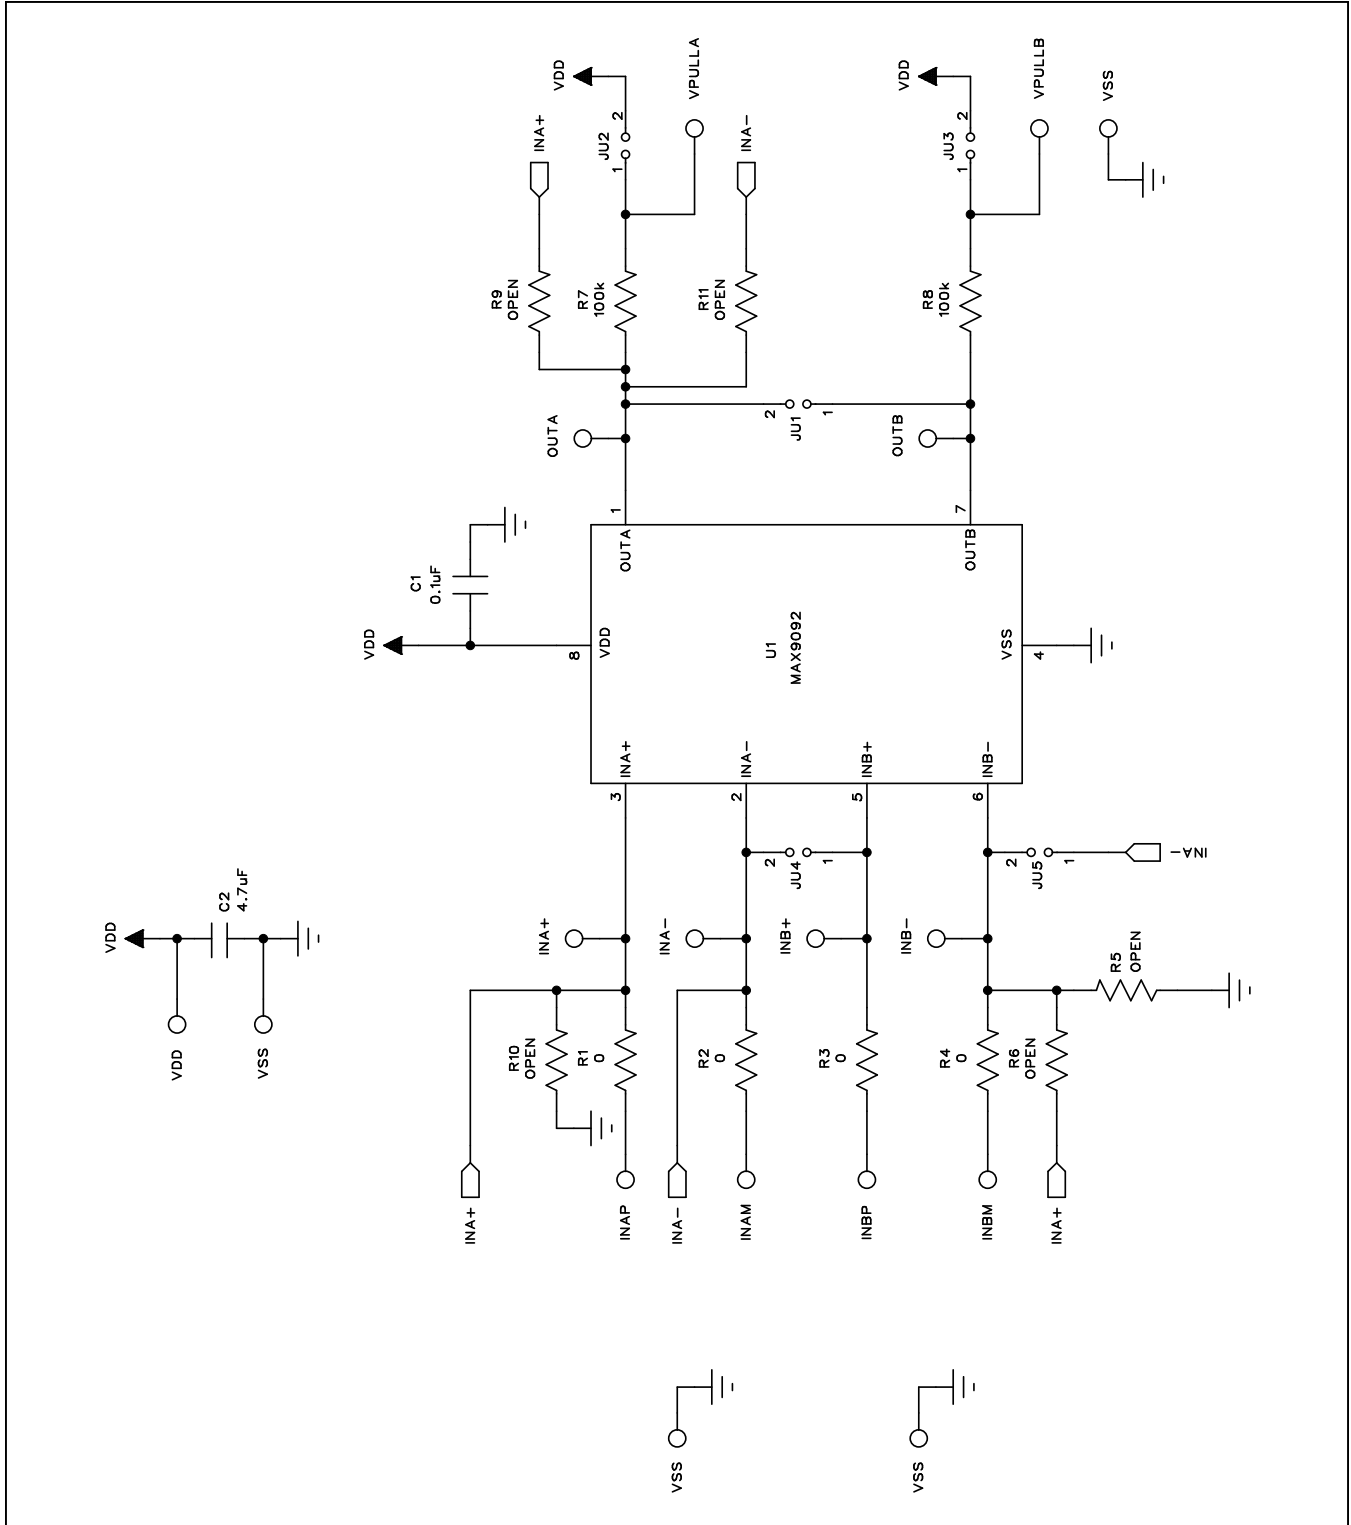 VDD
VPULLA
VDD
VPULLB
VSS
INA+
2
JU2
1
INA-
2
JU3
1
R9
OPEN
R7
100k
R11
OPEN
R8
100k
2
JU1
1
OUTA
OUTB
1
7
C1
0.1uF
VDD
8
OUTA
OUTB
VDD
VSS
4
U1
MAX9092
INA+
INA-
INB+
INB-
3
2
5
6
2
JU4
1
2
JU5
1
INA-
VDD
C2
4.7uF
VDD
VSS
INA+
INA-
INB+
INB-
R5
OPEN
R10
OPEN
R1
0
R2
0
R3
0
R4
0
R6
OPEN
INA+
INAP
INA-
INAM
INBP
INBM
INA+
VSS
VSS